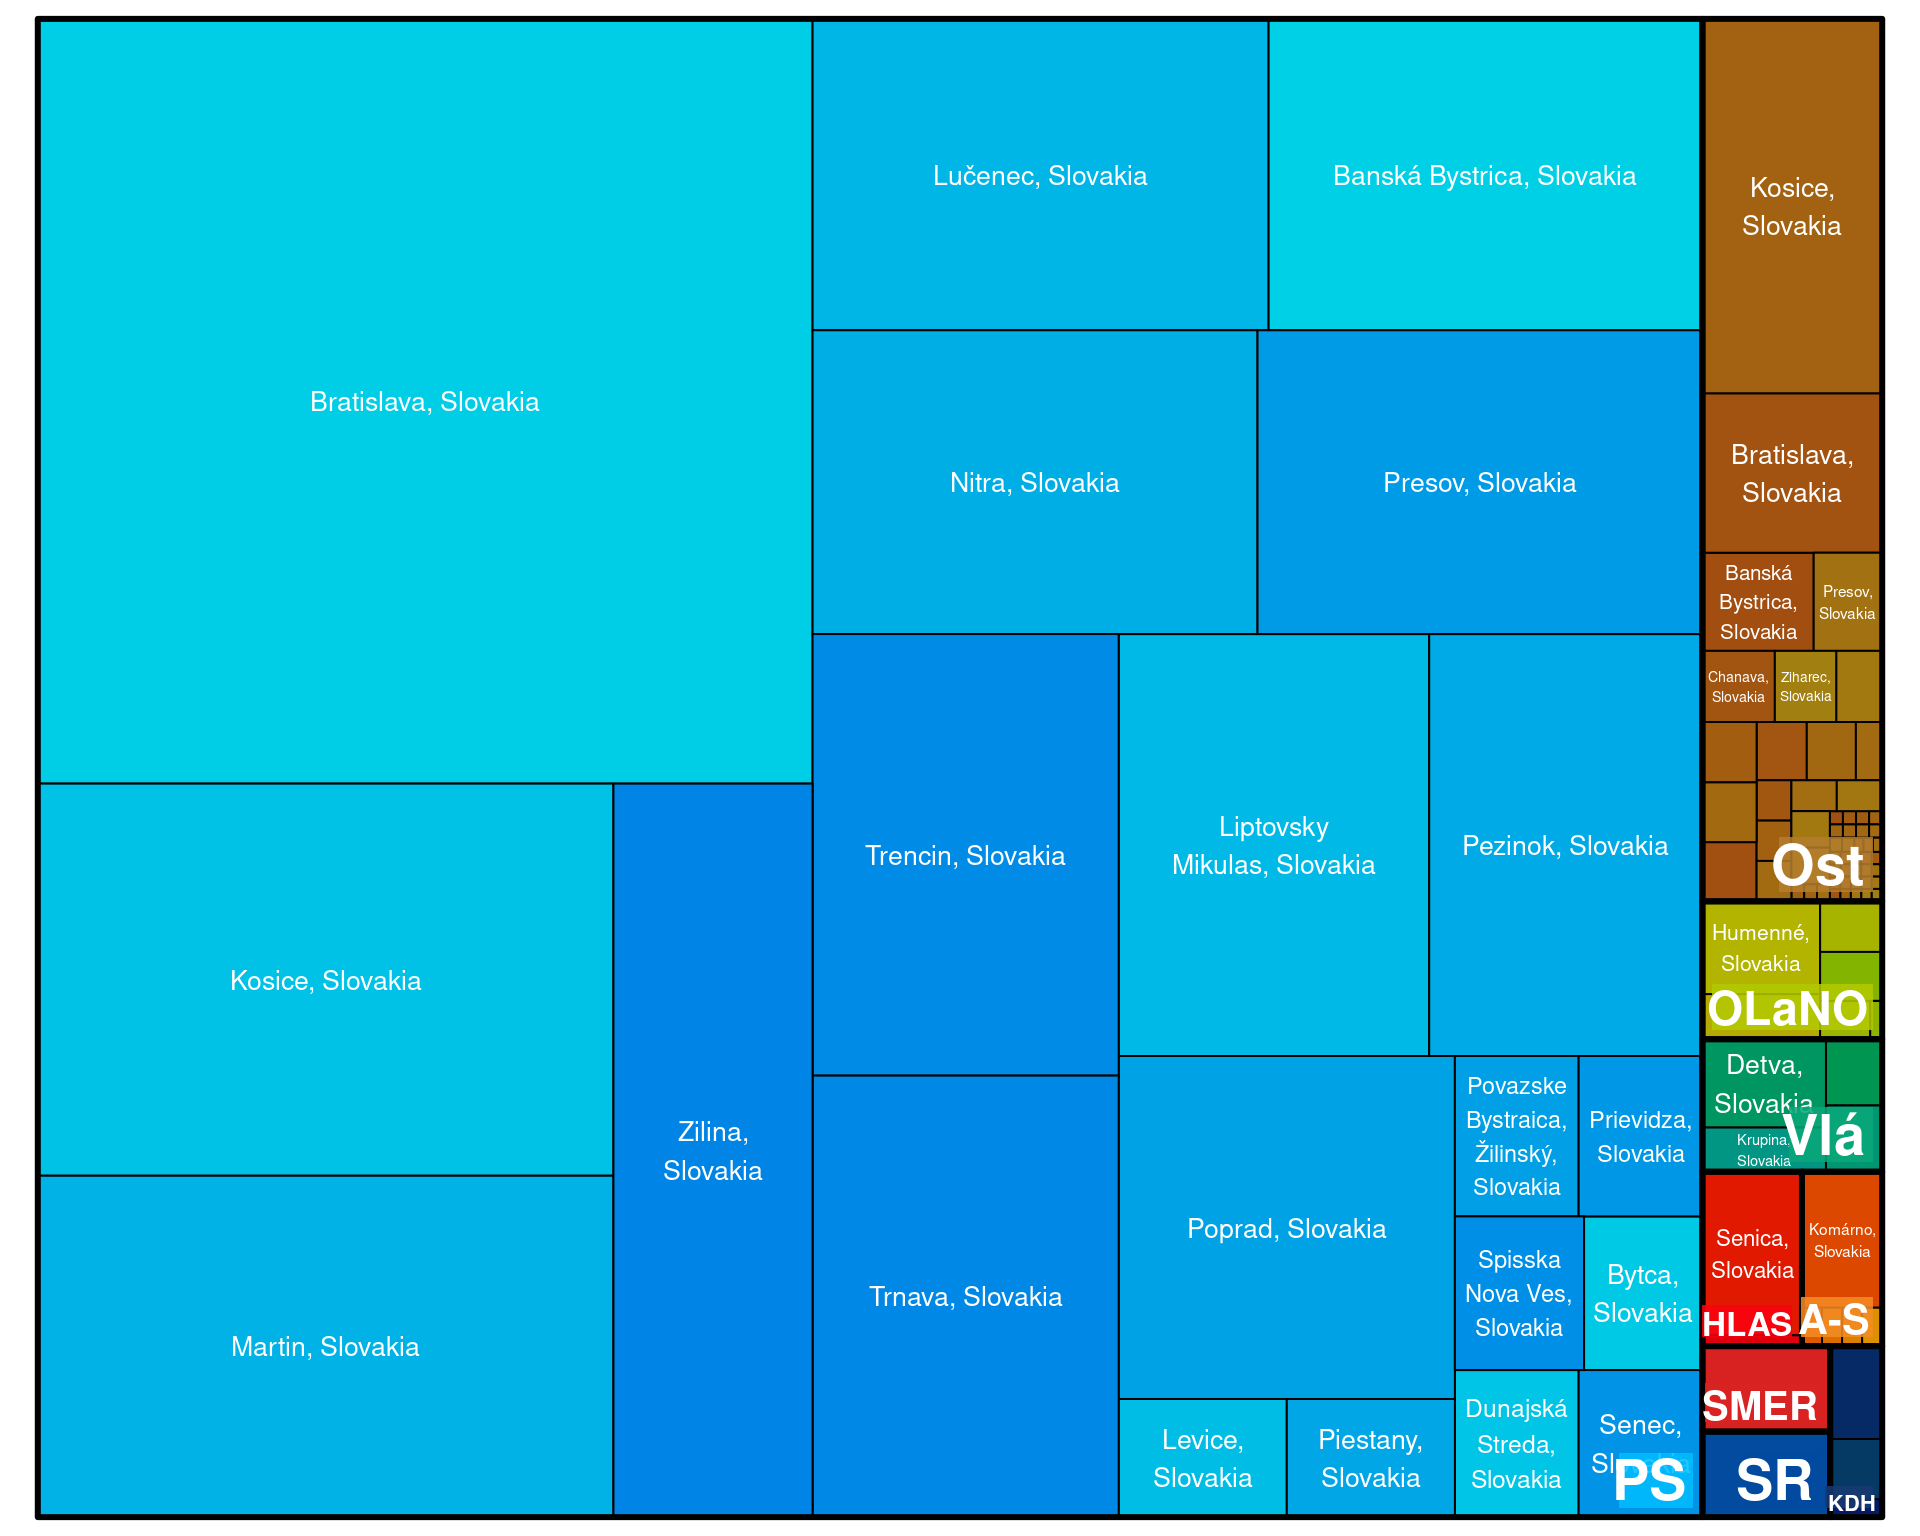 Bratislava, Slovakia
Kosice, Slovakia
Martin, Slovakia
Zilina,
Slovakia
Lučenec, Slovakia
Banská Bystrica, Slovakia
Nitra, Slovakia
Presov, Slovakia
Trencin, Slovakia
Trnava, Slovakia
Liptovsky
Mikulas, Slovakia
Pezinok, Slovakia
Poprad, Slovakia
Levice,
Slovakia
Piestany,
Slovakia
Povazske
Bystraica,
Žilinský,
Slovakia
Prievidza,
Slovakia
Spisska
Nova Ves,
Slovakia
Bytca,
Slovakia
Dunajská
Streda,
Slovakia
Senec,
Slovakia
PS
Kosice,
Slovakia
Bratislava,
Slovakia
Banská
Bystrica,
Slovakia
Presov,
Slovakia
Chanava,
Slovakia
Ziharec,
Slovakia
Ost
Humenné,
Slovakia
OLaNO
Detva,
Slovakia
Krupina,
Slovakia
Vlá
Senica,
Slovakia
HLAS
Komárno,
Slovakia
A-S
SMER
SR
KDH